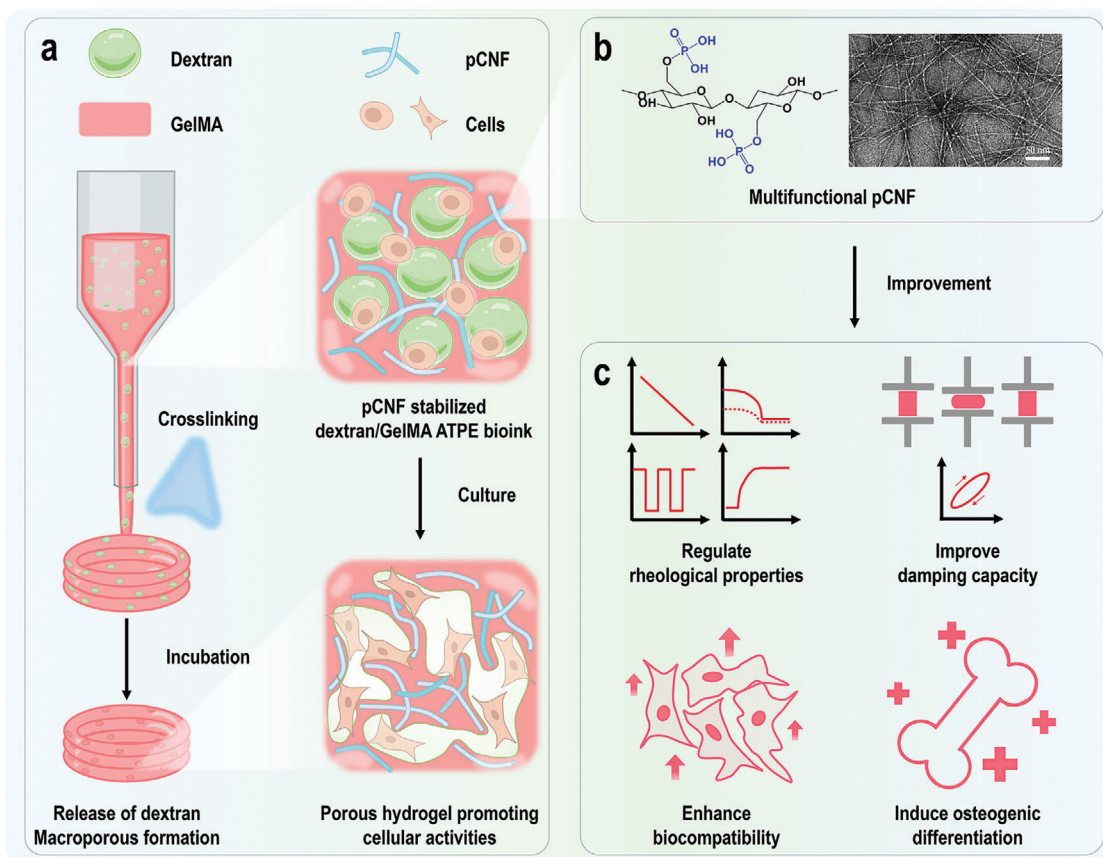 a
Dextran
pCNF
GelMA
Cells
Crosslinking
pCNF stabilized
dextran/GelMA ATPE bioink
Culture
Incubation
Release of dextran
Macroporous formation
Porous hydrogel promoting
cellular activities
b
O
OH
P
O
OH
O
OH
OH
O
O
HO
O
O
HO
O
HO
P
O
50 nm
Multifunctional pCNF
Improvement
c
Regulate
rheological properties
Improve
damping capacity
Enhance
biocompatibility
Induce osteogenic
differentiation